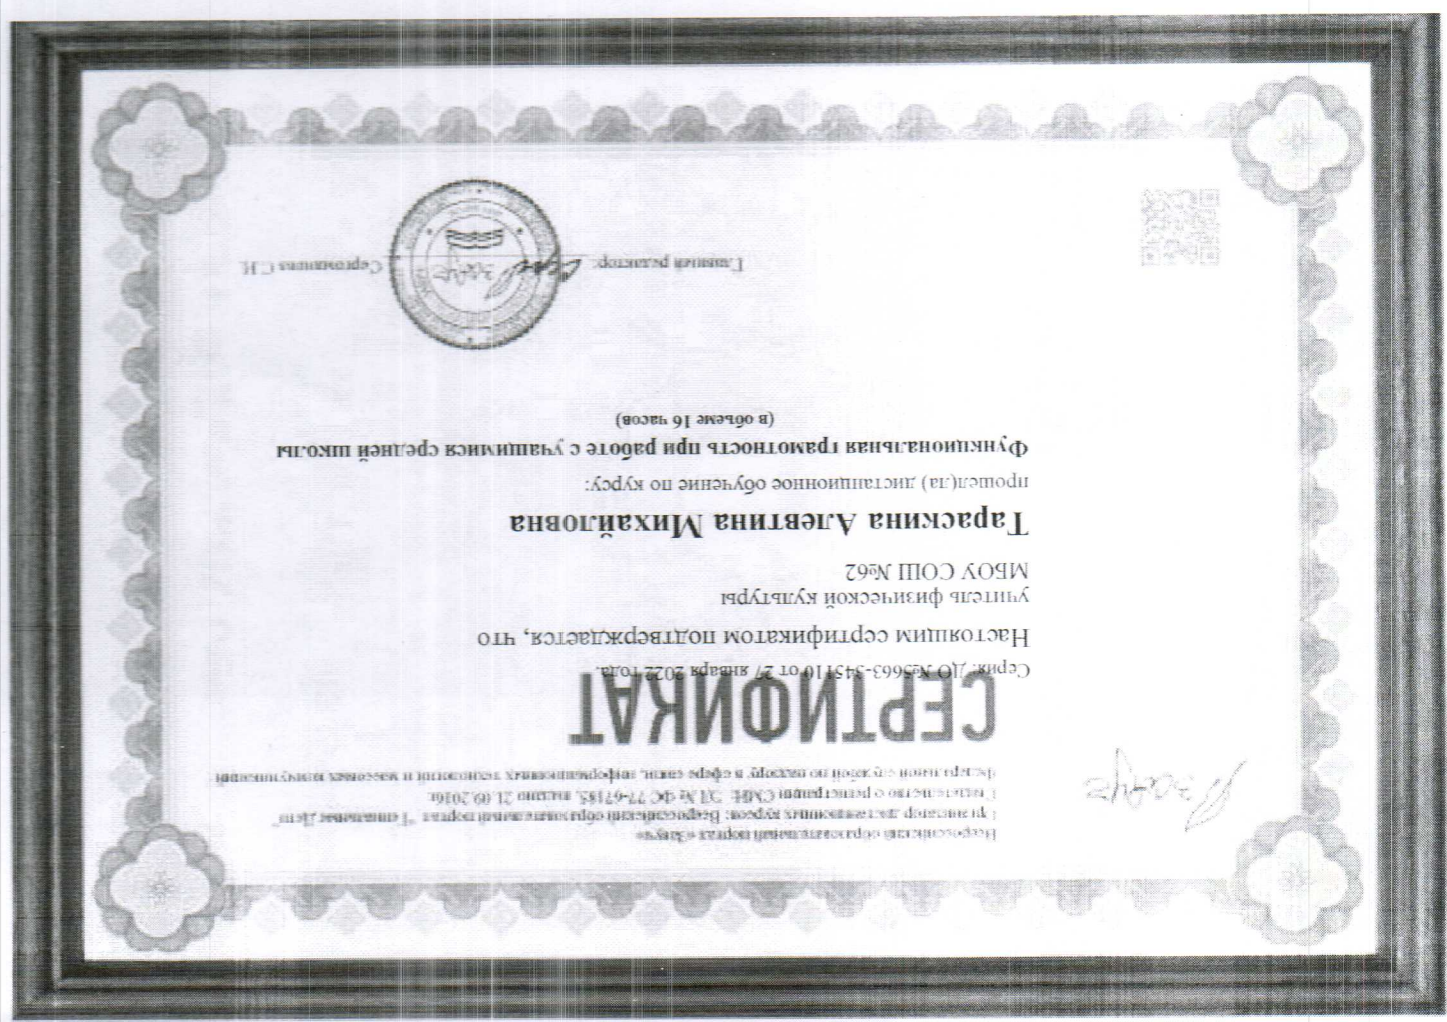 Всероссийский образовательный портал «Завуч»
Организатор дистанционных курсов: Всероссийский образовательный портал
Свидетельство о регистрации СМИ: ЭЛ № ФС 77-67185, выдано 21.09.2016г.
Федеральной службой по надзору в сфере связи, информационных технологий и массовых коммуникаций
Завуч
СЕРТИФИКАТ
Серия: ДО №5663-345110 от 27 января 2022 года.
Настоящим сертификатом подтверждается, что
учитель физической культуры
МБОУ СОШ №62
Тараскина Алевтина Михайловна
прошел(ла) дистанционное обучение по курсу:
Функциональная грамотность при работе с учащимися средней школы
(в объеме 16 часов)
Главный редактор:
Завуч